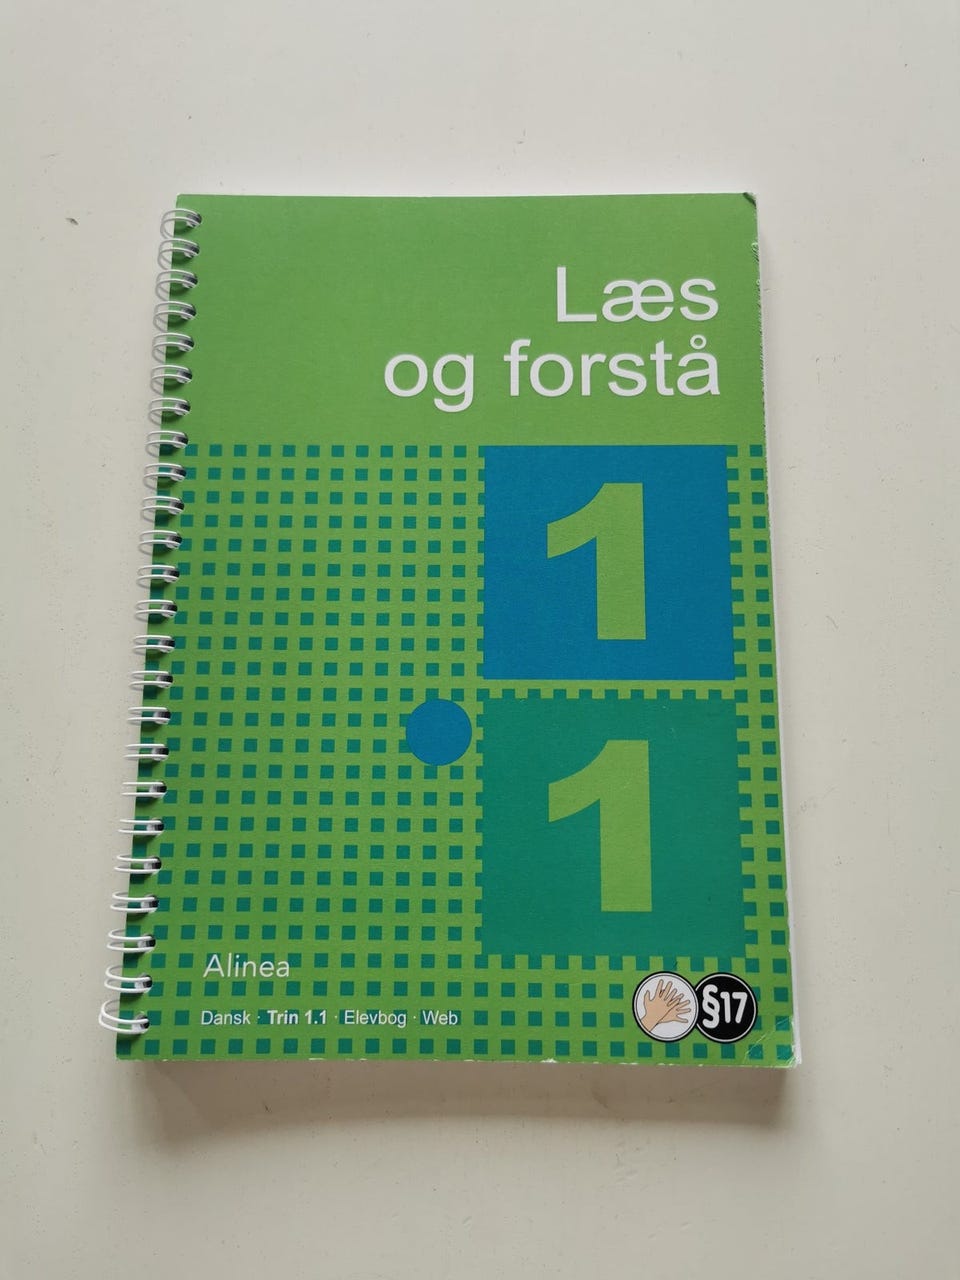 Læs
og forstå
1
1
Alinea
Dansk · Trin 1.1 · Elevbog · Web
§17